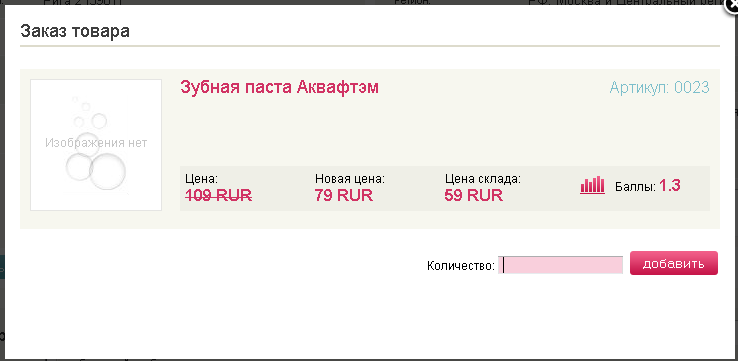 Заказ товара
Зубная паста Аквафтэм
Артикул: 0023
Изображения нет
Цена:
109 RUR
Новая цена:
79 RUR
Цена склада:
59 RUR
Баллы: 1.3
Количество:
добавить